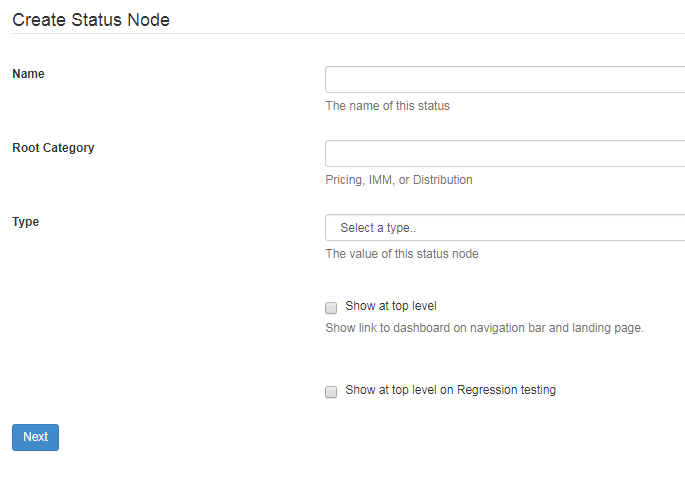 Create Status Node
Name
The name of this status
Root Category
Pricing, IMM, or Distribution
Type
Select a type..
The value of this status node
Show at top level
Show link to dashboard on navigation bar and landing page.
Show at top level on Regression testing
Next